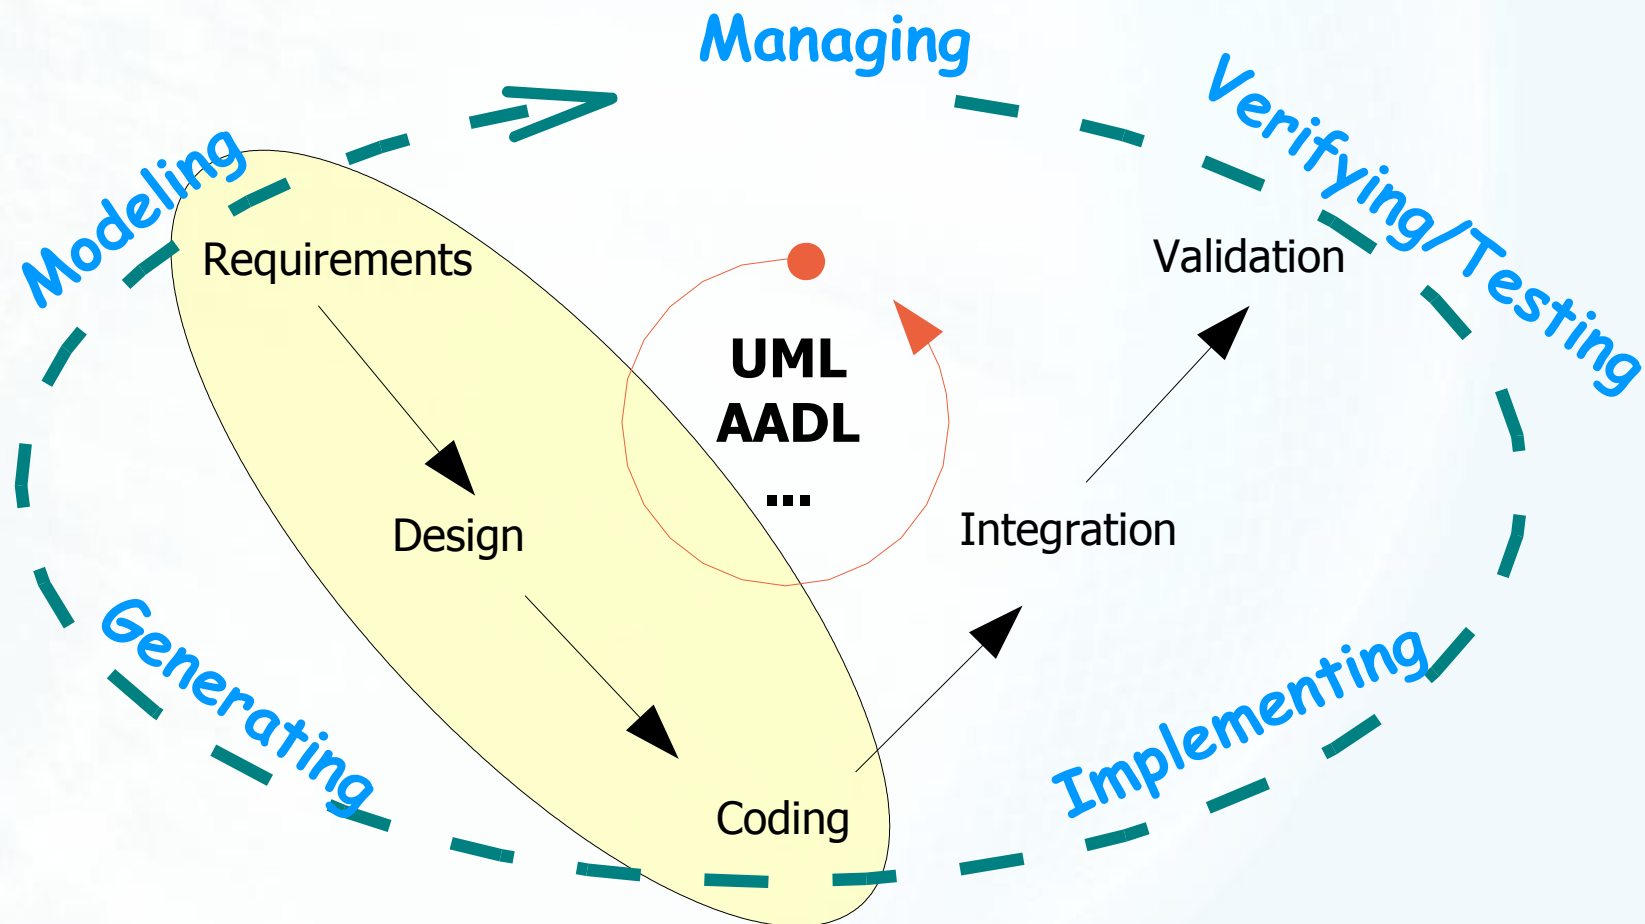 Managing
Verifying/Testing
Modeling
Requirements
Validation
UML
AADL
...
Design
Integration
Generating
Implementing
Coding